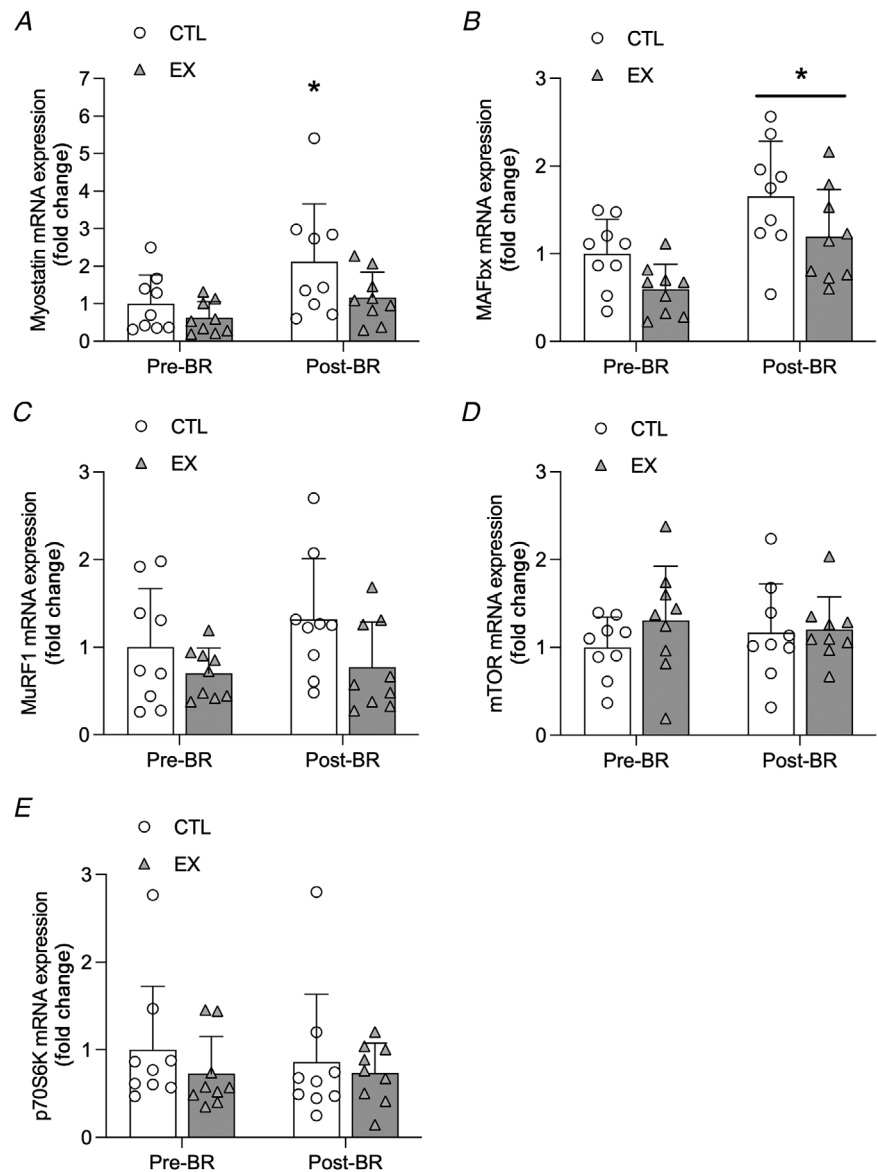 A
CTL
EX
Myostatin mRNA expression
(fold change)
7
6
5
4
3
2
1
0
*
Pre-BR
Post-BR
B
CTL
EX
MAFbx mRNA expression
(fold change)
3
2
1
0
*
Pre-BR
Post-BR
C
CTL
EX
MuRF1 mRNA expression
(fold change)
3
2
1
0
Pre-BR
Post-BR
D
CTL
EX
mTOR mRNA expression
(fold change)
3
2
1
0
Pre-BR
Post-BR
E
CTL
EX
p70S6K mRNA expression
(fold change)
3
2
1
0
Pre-BR
Post-BR